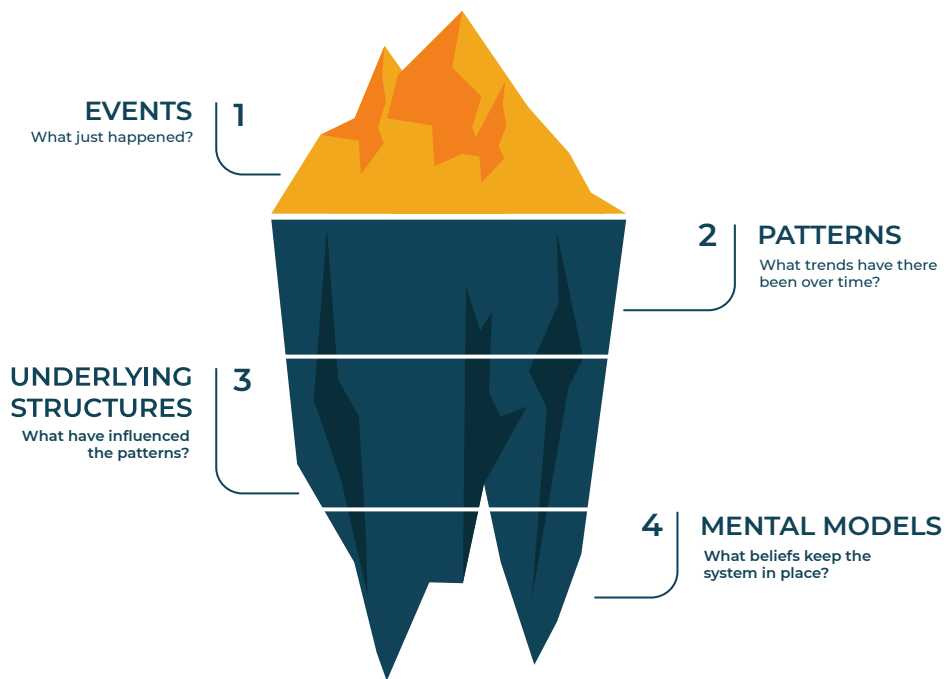 EVENTS
What just happened?
1
2
PATTERNS
What trends have there
been over time?
UNDERLYING
STRUCTURES
What have influenced
the patterns?
3
4
MENTAL MODELS
What beliefs keep the
system in place?